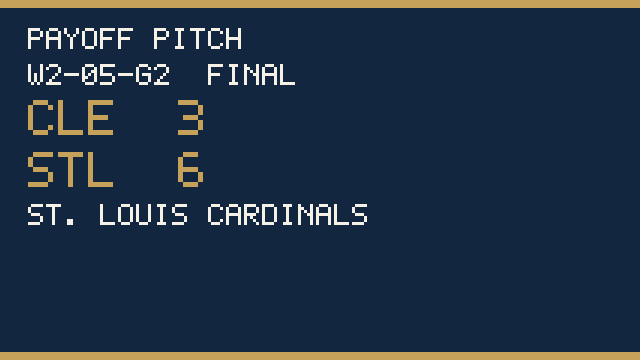 PAYOFF PITCH
W2-05-G2 FINAL
CLE 3
STL 6
ST. LOUIS CARDINALS